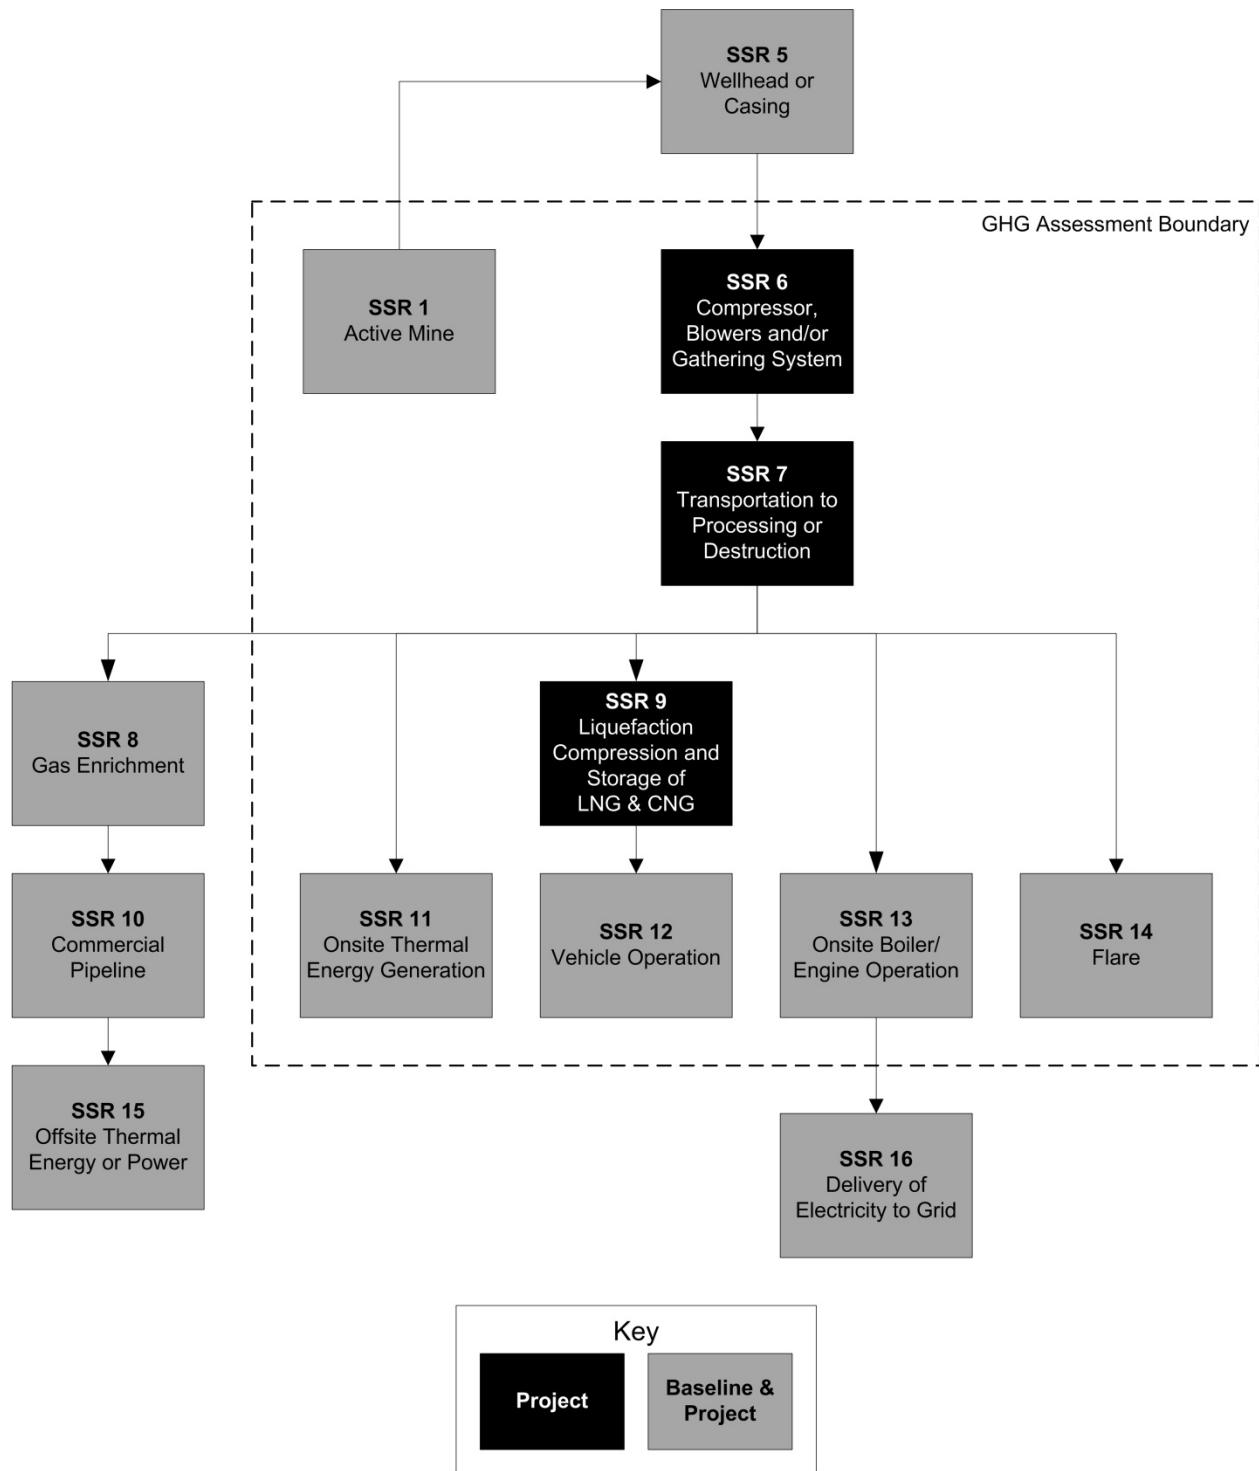 SSR 5
Wellhead or
Casing
GHG Assessment Boundary
SSR 1
Active Mine
SSR 6
Compressor,
Blowers and/or
Gathering System
SSR 7
Transportation to
Processing or
Destruction
SSR 8
Gas Enrichment
SSR 9
Liquefaction
Compression and
Storage of
LNG & CNG
SSR 10
Commercial
Pipeline
SSR 11
Onsite Thermal
Energy Generation
SSR 12
Vehicle Operation
SSR 13
Onsite Boiler/
Engine Operation
SSR 14
Flare
SSR 15
Offsite Thermal
Energy or Power
SSR 16
Delivery of
Electricity to Grid
Key
Project
Baseline &
Project